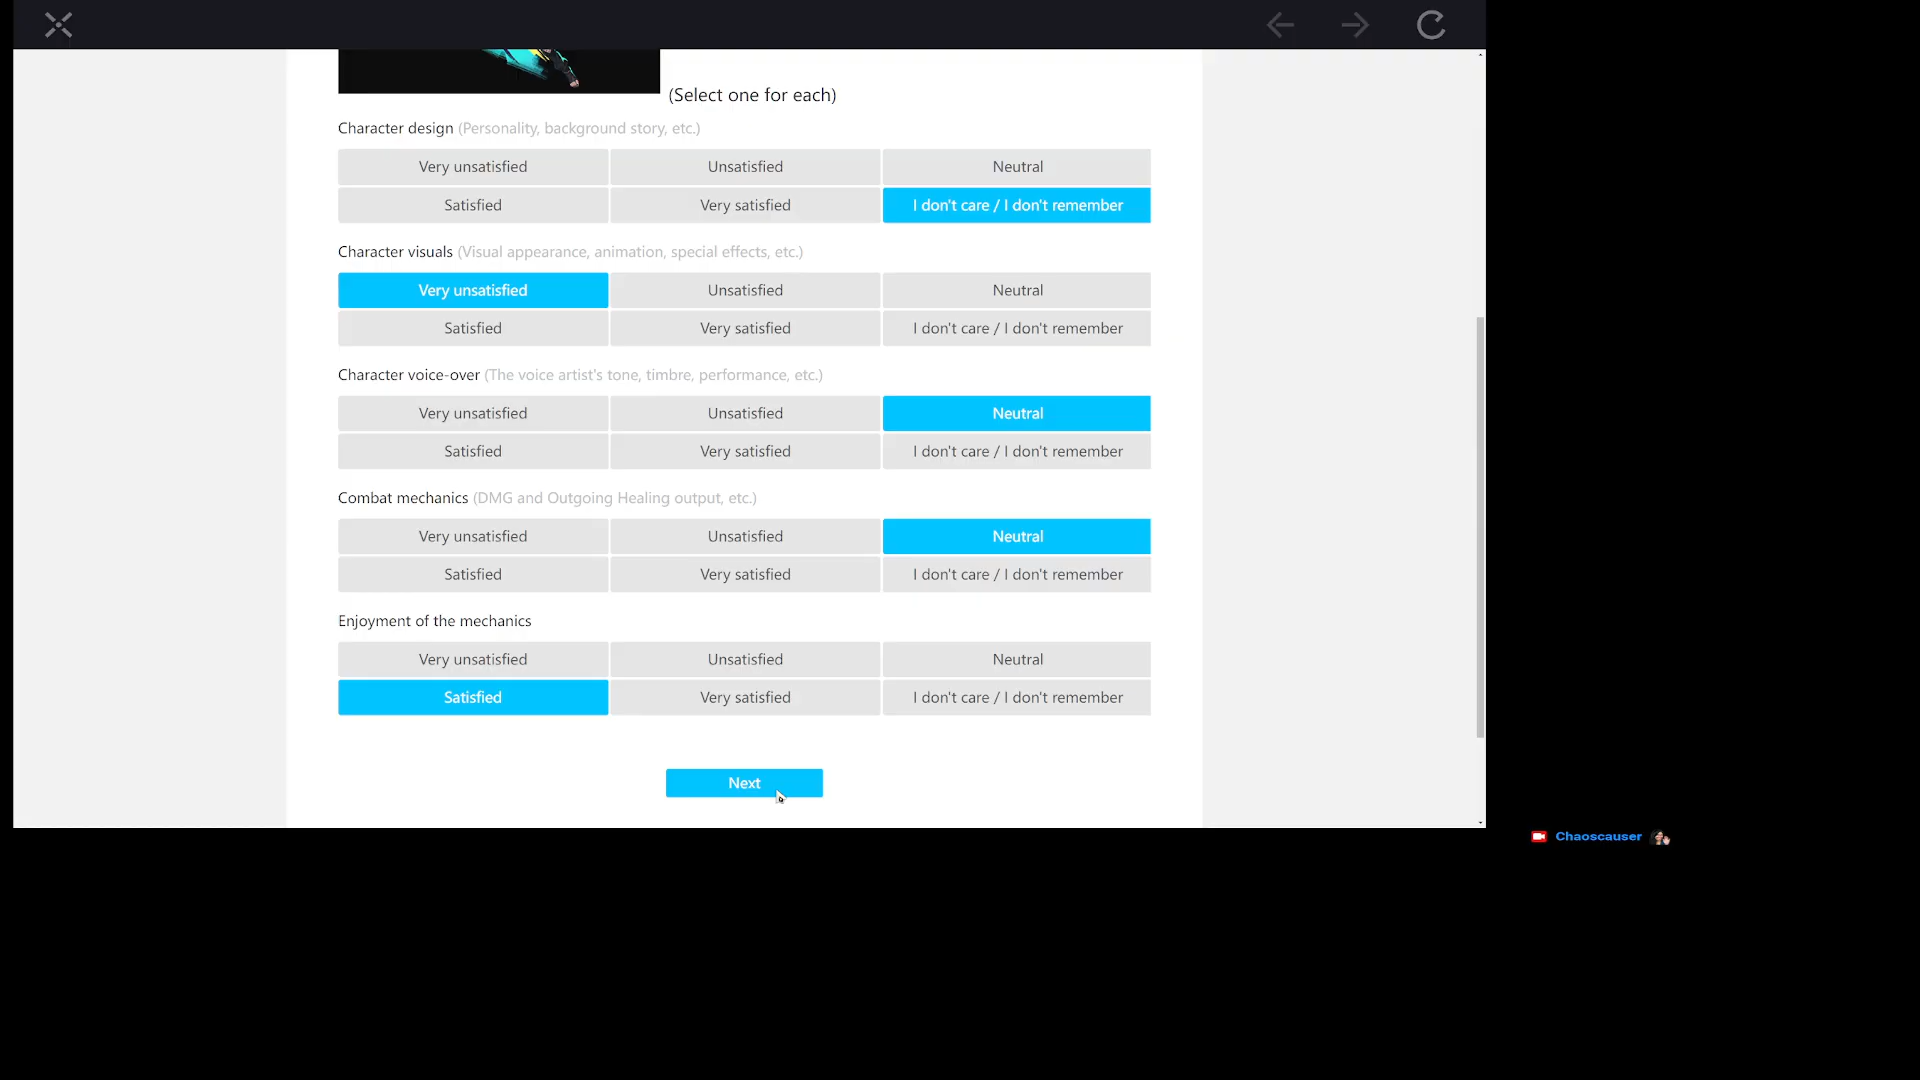 (Select one for each)
Character design (Personality, background story, etc.)
Very unsatisfied Unsatisfied Neutral
Satisfied Very satisfied I don't care / I don't remember
Character visuals (Visual appearance, animation, special effects, etc.)
Very unsatisfied Unsatisfied Neutral
Satisfied Very satisfied I don't care / I don't remember
Character voice-over (The voice artist's tone, timbre, performance, etc.)
Very unsatisfied Unsatisfied Neutral
Satisfied Very satisfied I don't care / I don't remember
Combat mechanics (DMG and Outgoing Healing output, etc.)
Very unsatisfied Unsatisfied Neutral
Satisfied Very satisfied I don't care / I don't remember
Enjoyment of the mechanics
Very unsatisfied Unsatisfied Neutral
Satisfied Very satisfied I don't care / I don't remember
Next
Chaoscauser